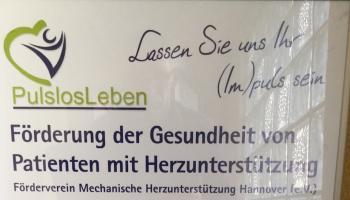 Lassen Sie uns Ihr
(Im)puls sein
PulslosLeben
Förderung der Gesundheit von
Patienten mit Herzunterstützung
Förderverein Mechanische Herzunterstützung Hannover (e.V.)